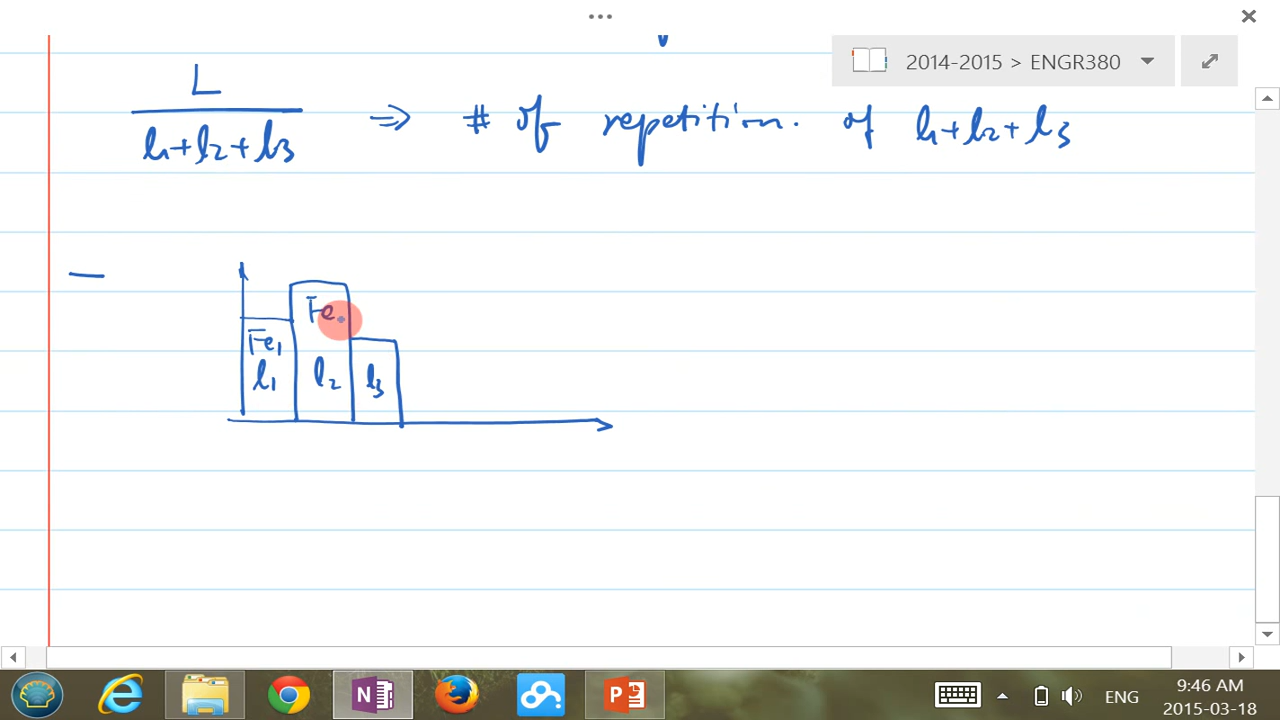 2014-2015 > ENGR380
L
l1+l2+l3 ⇒ # of repetition. of l1+l2+l3
Fe
Fe1
l1 l2 l3
N
P
ENG
9:46 AM
2015-03-18